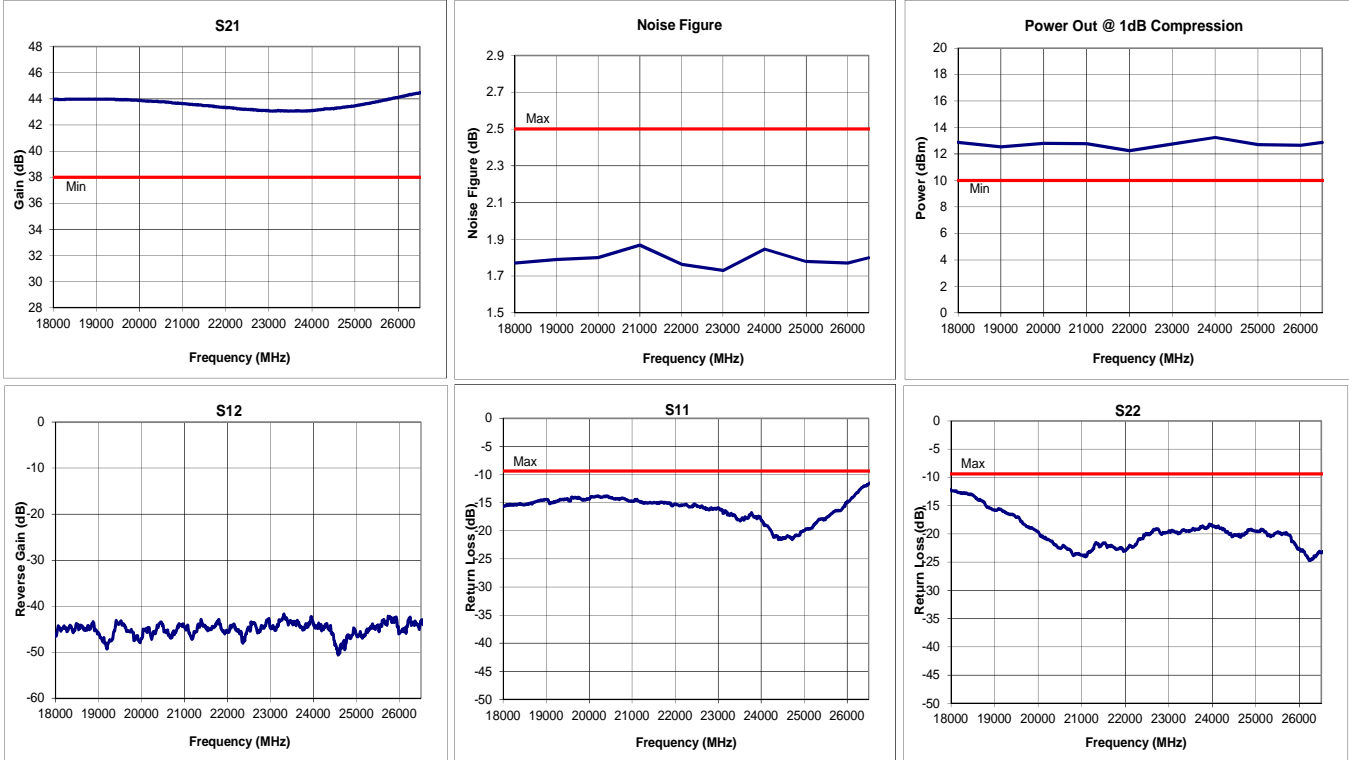 S21
48
46
44
42
40
38
36
34
32
30
28
Gain (dB)
Min
18000 19000 20000 21000 22000 23000 24000 25000 26000
Frequency (MHz)
Noise Figure
2.9
2.7
2.5
2.3
2.1
1.9
1.7
1.5
Noise Figure (dB)
Max
18000 19000 20000 21000 22000 23000 24000 25000 26000
Frequency (MHz)
Power Out @ 1dB Compression
20
18
16
14
12
10
8
6
4
2
0
Power (dBm)
Min
18000 19000 20000 21000 22000 23000 24000 25000 26000
Frequency (MHz)
S12
0
-10
-20
-30
-40
-50
-60
Reverse Gain (dB)
18000 19000 20000 21000 22000 23000 24000 25000 26000
Frequency (MHz)
S11
0
-5
-10
-15
-20
-25
-30
-35
-40
-45
-50
Return Loss (dB)
Max
18000 19000 20000 21000 22000 23000 24000 25000 26000
Frequency (MHz)
S22
0
-5
-10
-15
-20
-25
-30
-35
-40
-45
-50
Return Loss (dB)
Max
18000 19000 20000 21000 22000 23000 24000 25000 26000
Frequency (MHz)